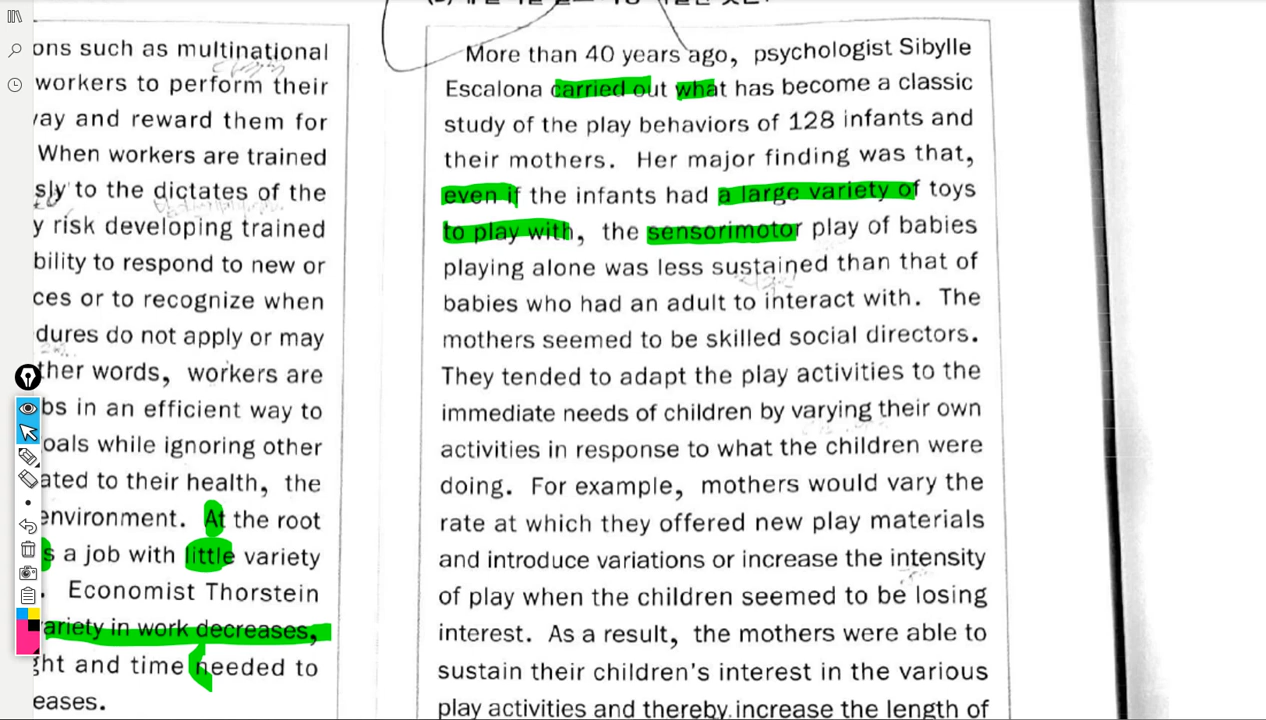 ons such as multinational
workers to perform their
ay and reward them for
When workers are trained
sly to the dictates of the
y risk developing trained
bility to respond to new or
ces or to recognize when
dures do not apply or may
ther words, workers are
bs in an efficient way to
oals while ignoring other
ated to their health, the
environment. At the root
s a job with little variety
. Economist Thorstein
ariety in work decreases,
ght and time needed to
eases.
More than 40 years ago, psychologist Sibylle
Escalona carried out what has become a classic
study of the play behaviors of 128 infants and
their mothers. Her major finding was that,
even if the infants had a large variety of toys
to play with, the sensorimotor play of babies
playing alone was less sustained than that of
babies who had an adult to interact with. The
mothers seemed to be skilled social directors.
They tended to adapt the play activities to the
immediate needs of children by varying their own
activities in response to what the children were
doing. For example, mothers would vary the
rate at which they offered new play materials
and introduce variations or increase the intensity
of play when the children seemed to be losing
interest. As a result, the mothers were able to
sustain their children's interest in the various
play activities and thereby increase the length of